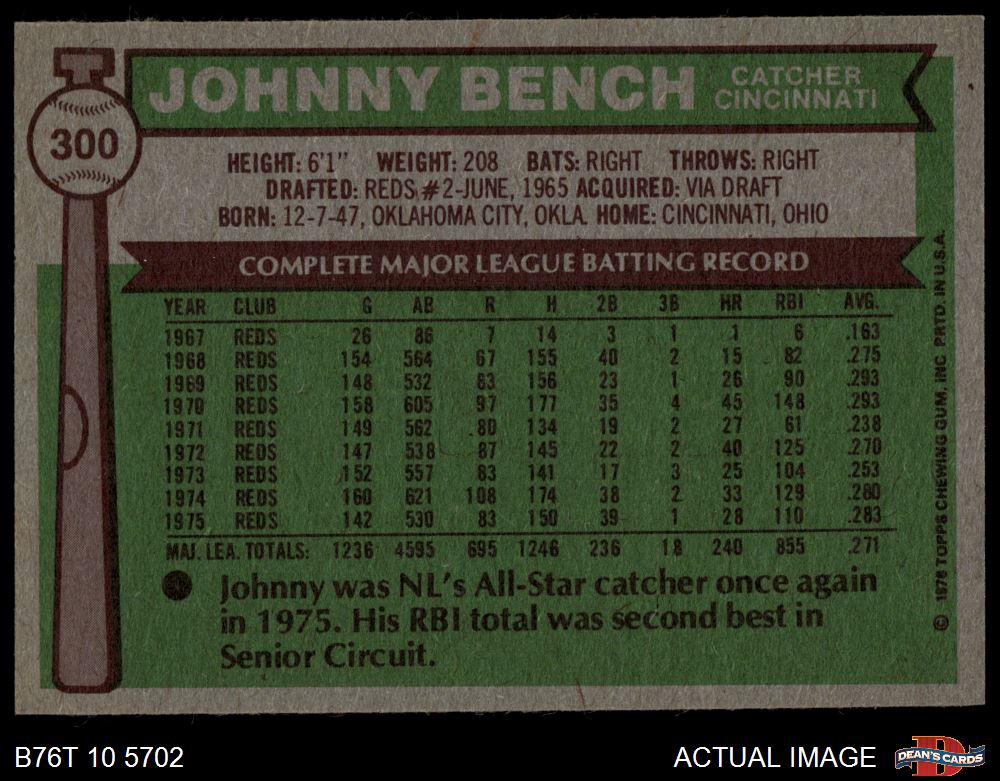 300
JOHNNY BENCH
CATCHER
CINCINNATI
HEIGHT: 6'1" WEIGHT: 208 BATS: RIGHT THROWS: RIGHT
DRAFTED: REDS #2-JUNE, 1965 ACQUIRED: VIA DRAFT
BORN: 12-7-47, OKLAHOMA CITY, OKLA. HOME: CINCINNATI, OHIO
COMPLETE MAJOR LEAGUE BATTING RECORD
YEAR CLUB G AB R H 2B 3B HR RBI AVG.
1967 REDS 26 86 7 14 3 1 1 6 .163
1968 REDS 154 564 67 155 40 2 15 82 .275
1969 REDS 148 532 83 156 23 1 26 90 .293
1970 REDS 158 605 97 177 35 4 45 148 .293
1971 REDS 149 562 80 134 19 2 27 61 .238
1972 REDS 147 538 87 145 22 2 40 125 .270
1973 REDS 152 557 83 141 17 3 25 104 .253
1974 REDS 160 621 108 174 38 2 33 129 .280
1975 REDS 142 530 83 150 39 1 28 110 .283
MAJ. LEA. TOTALS: 1236 4595 695 1246 236 18 240 855 .271
Johnny was NL's All-Star catcher once again
in 1975. His RBI total was second best in
Senior Circuit.
© 1976 TOPPS CHEWING GUM, INC. PRTD. IN U.S.A.
B76T 10 5702
ACTUAL IMAGE
DEAN'S CARDS